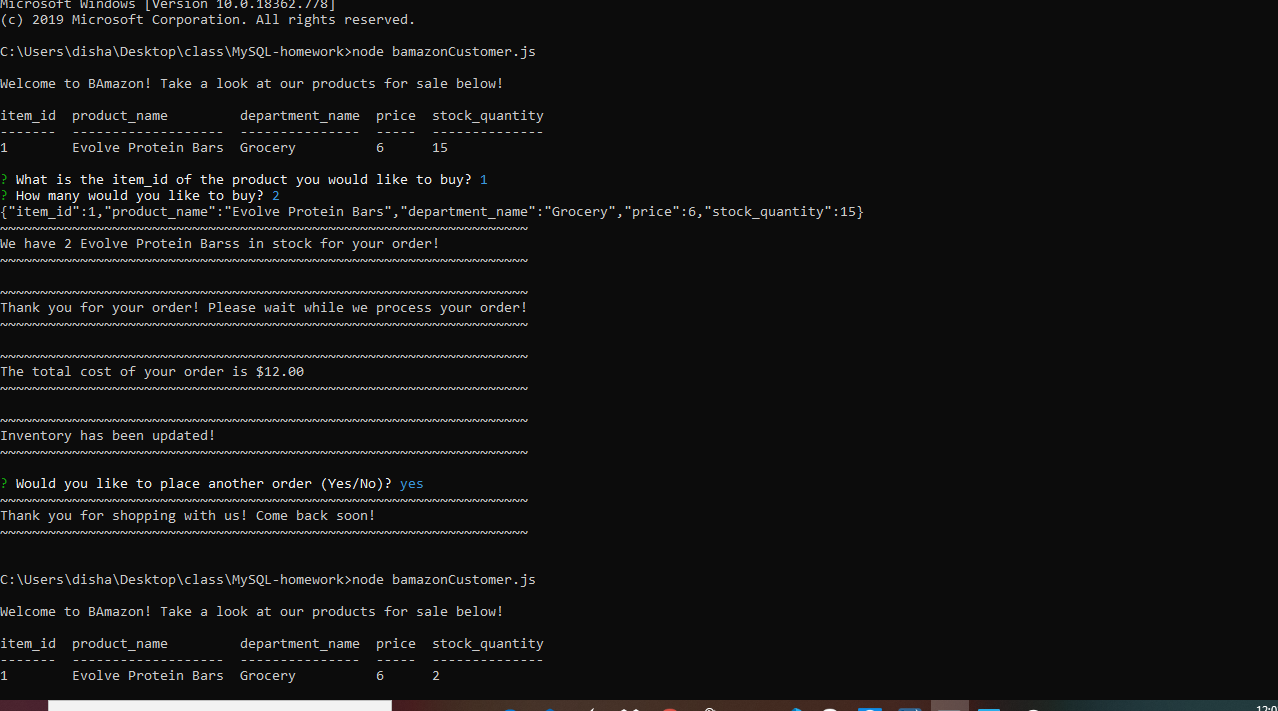 Microsoft Windows [Version 10.0.18362.778]
(c) 2019 Microsoft Corporation. All rights reserved.
C:\Users\disha\Desktop\class\MySQL-homework>node bamazonCustomer.js
Welcome to BAmazon! Take a look at our products for sale below!
item_id  product_name         department_name  price  stock_quantity
-------  -------------------  ---------------  -----  --------------
1        Evolve Protein Bars  Grocery          6      15
? What is the item_id of the product you would like to buy? 1
? How many would you like to buy? 2
{"item_id":1,"product_name":"Evolve Protein Bars","department_name":"Grocery","price":6,"stock_quantity":15}
~~~~~~~~~~~~~~~~~~~~~~~~~~~~~~~~~~~~~~~~~~~~~~~~~~~~~~~~~~~~~~~~~~
We have 2 Evolve Protein Barss in stock for your order!
~~~~~~~~~~~~~~~~~~~~~~~~~~~~~~~~~~~~~~~~~~~~~~~~~~~~~~~~~~~~~~~~~~
~~~~~~~~~~~~~~~~~~~~~~~~~~~~~~~~~~~~~~~~~~~~~~~~~~~~~~~~~~~~~~~~~~
Thank you for your order! Please wait while we process your order!
~~~~~~~~~~~~~~~~~~~~~~~~~~~~~~~~~~~~~~~~~~~~~~~~~~~~~~~~~~~~~~~~~~
~~~~~~~~~~~~~~~~~~~~~~~~~~~~~~~~~~~~~~~~~~~~~~~~~~~~~~~~~~~~~~~~~~
The total cost of your order is $12.00
~~~~~~~~~~~~~~~~~~~~~~~~~~~~~~~~~~~~~~~~~~~~~~~~~~~~~~~~~~~~~~~~~~
~~~~~~~~~~~~~~~~~~~~~~~~~~~~~~~~~~~~~~~~~~~~~~~~~~~~~~~~~~~~~~~~~~
Inventory has been updated!
~~~~~~~~~~~~~~~~~~~~~~~~~~~~~~~~~~~~~~~~~~~~~~~~~~~~~~~~~~~~~~~~~~
? Would you like to place another order (Yes/No)? yes
~~~~~~~~~~~~~~~~~~~~~~~~~~~~~~~~~~~~~~~~~~~~~~~~~~~~~~~~~~~~~~~~~~
Thank you for shopping with us! Come back soon!
~~~~~~~~~~~~~~~~~~~~~~~~~~~~~~~~~~~~~~~~~~~~~~~~~~~~~~~~~~~~~~~~~~
C:\Users\disha\Desktop\class\MySQL-homework>node bamazonCustomer.js
Welcome to BAmazon! Take a look at our products for sale below!
item_id  product_name         department_name  price  stock_quantity
-------  -------------------  ---------------  -----  --------------
1        Evolve Protein Bars  Grocery          6      2